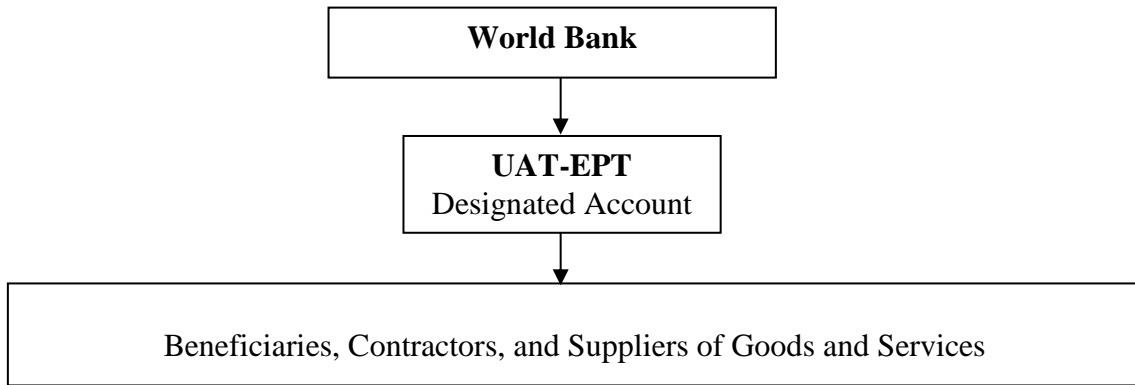 World Bank
UAT-EPT
Designated Account
Beneficiaries, Contractors, and Suppliers of Goods and Services